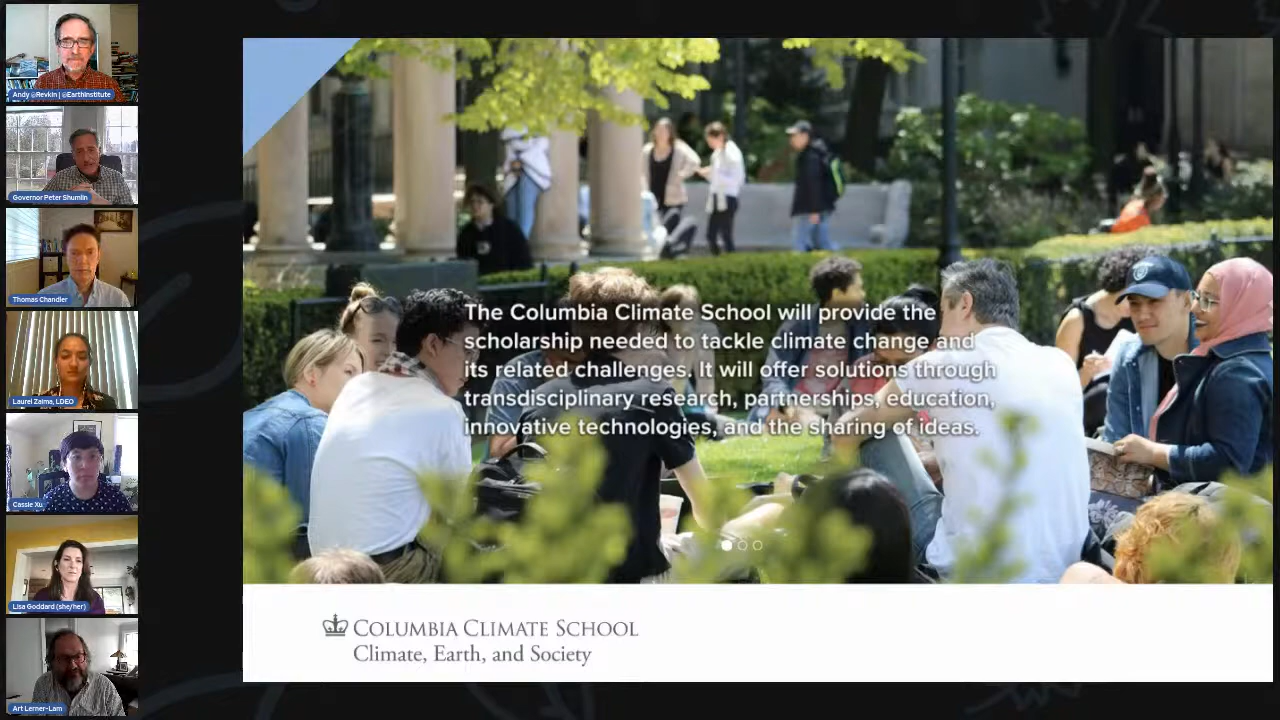 Andy @Revkin | @EarthInstitute
Governor Peter Shumlin
Thomas Chandler
Laurel Zaima, LDEO
Cassie Xu
Lisa Goddard (she/her)
Art Lerner-Lam
The Columbia Climate School will provide the
scholarship needed to tackle climate change and
its related challenges. It will offer solutions through
transdisciplinary research, partnerships, education,
innovative technologies, and the sharing of ideas.
COLUMBIA CLIMATE SCHOOL
Climate, Earth, and Society